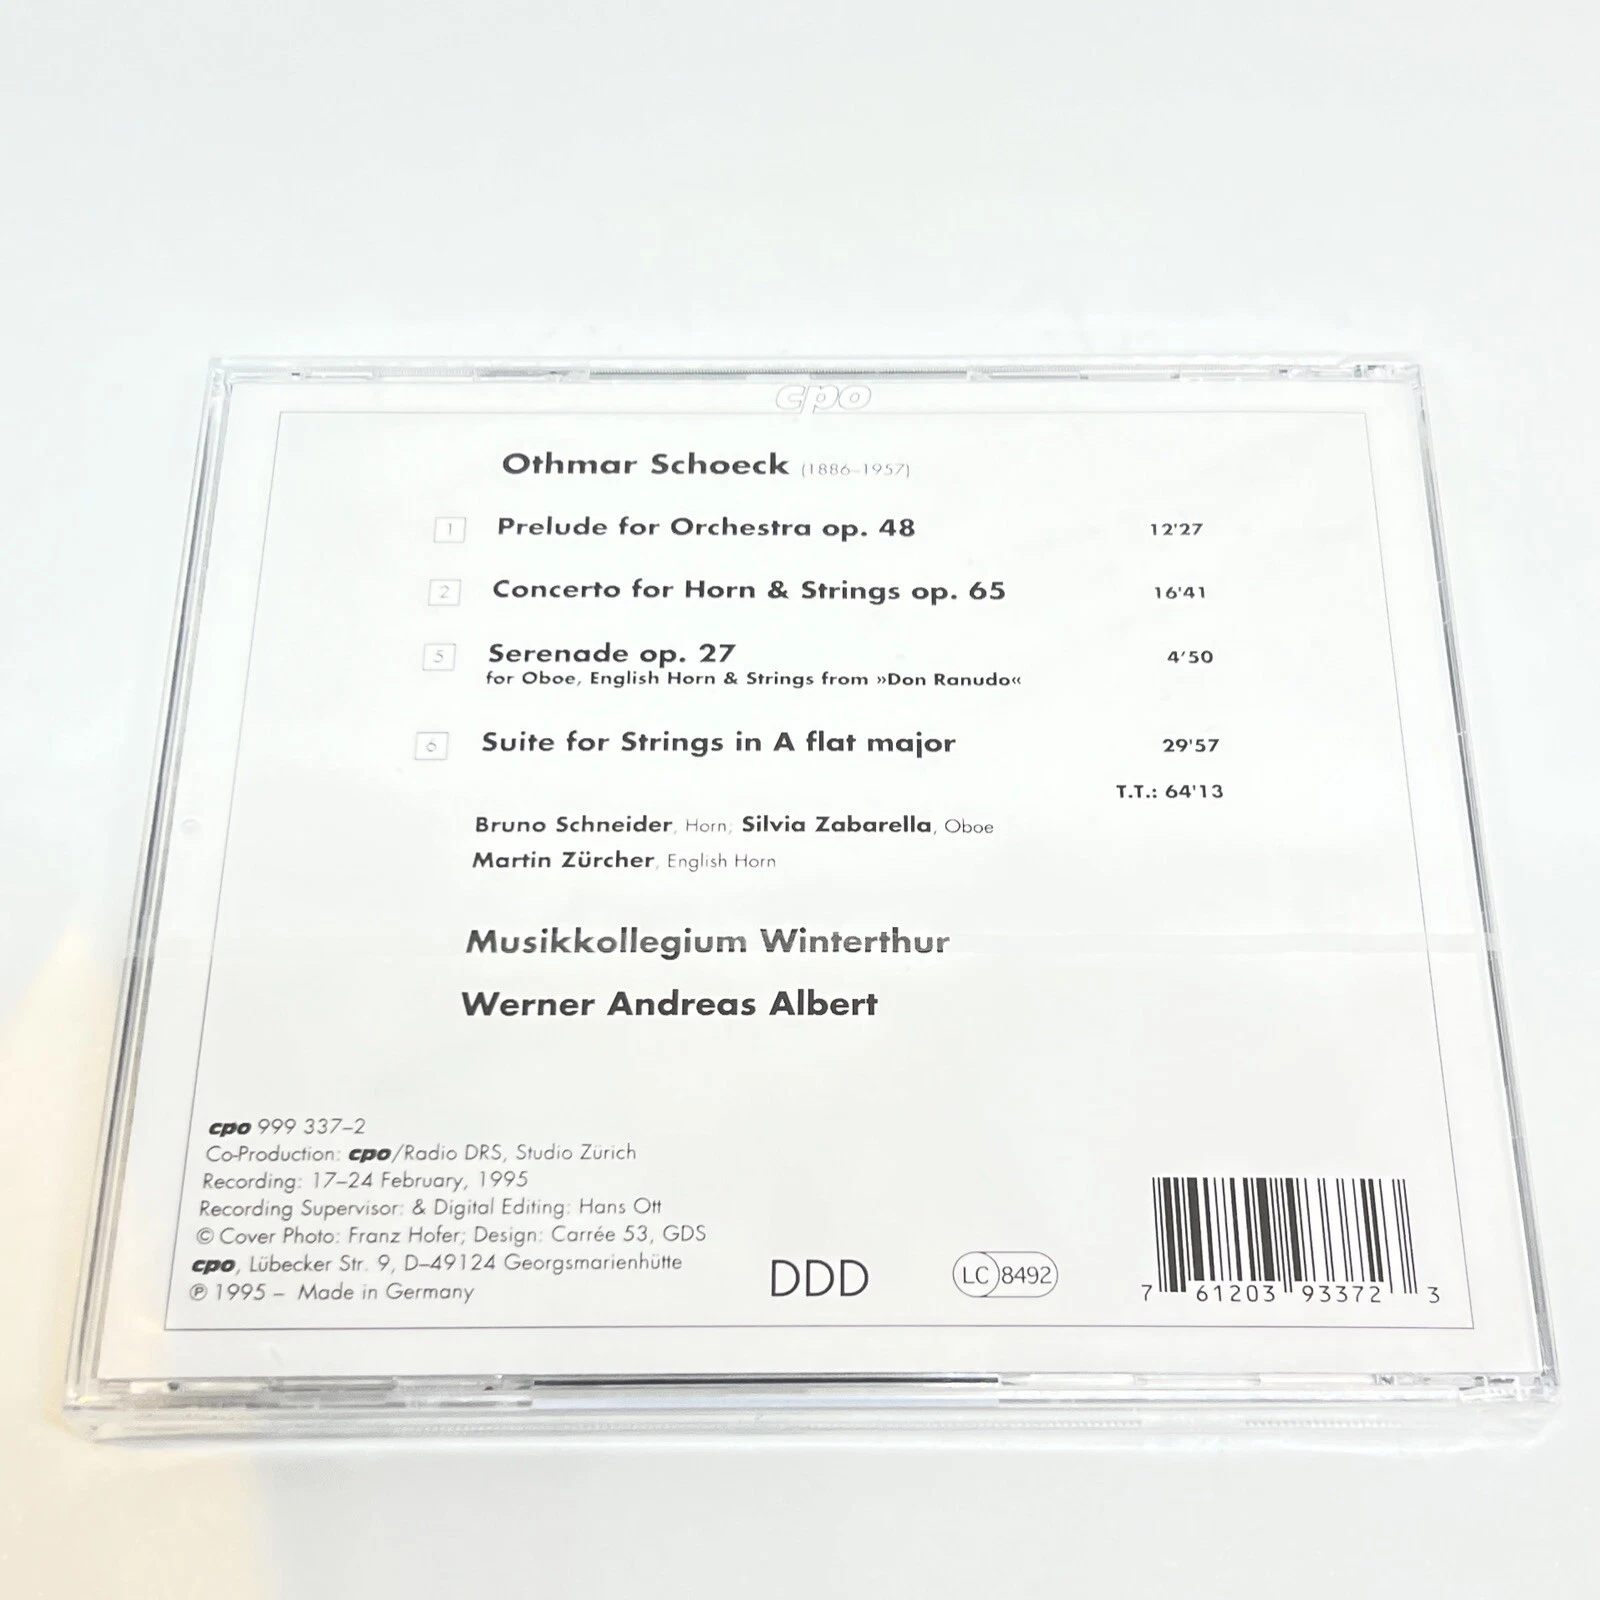 cpo
Othmar Schoeck (1886–1957)
1 Prelude for Orchestra op. 48 12'27
2 Concerto for Horn & Strings op. 65 16'41
5 Serenade op. 27 4'50
for Oboe, English Horn & Strings from »Don Ranudo«
6 Suite for Strings in A flat major 29'57
T.T.: 64'13
Bruno Schneider, Horn; Silvia Zabarella, Oboe
Martin Zürcher, English Horn
Musikkollegium Winterthur
Werner Andreas Albert
cpo 999 337–2
Co-Production: cpo/Radio DRS, Studio Zürich
Recording: 17–24 February, 1995
Recording Supervisor: & Digital Editing: Hans Ott
© Cover Photo: Franz Hofer; Design: Carrée 53, GDS
cpo, Lübecker Str. 9, D–49124 Georgsmarienhütte
℗ 1995 – Made in Germany
DDD
LC 8492
7 61203 93372 3